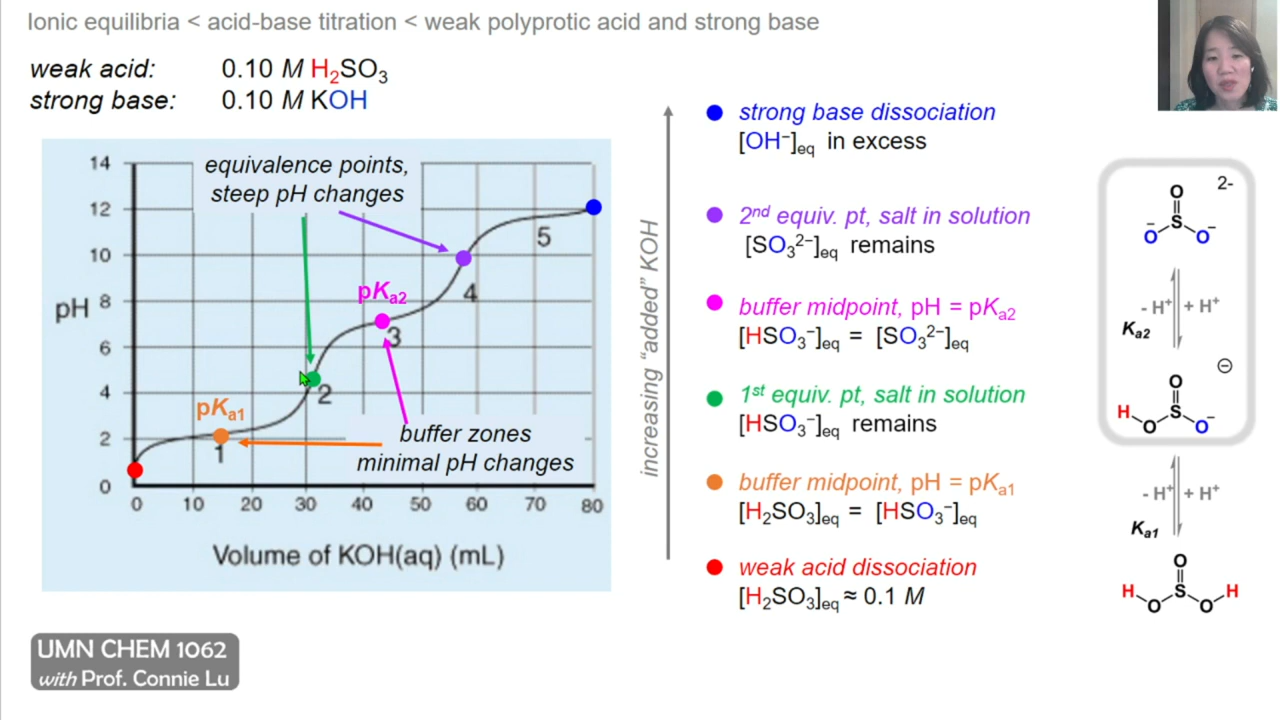 Ionic equilibria < acid-base titration < weak polyprotic acid and strong base
weak acid: 0.10 M H₂SO₃
strong base: 0.10 M KOH
equivalence points,
steep pH changes
14
12
10
8
6
4
2
0
pH
pKa2
pKa1
1
2
3
4
5
buffer zones
minimal pH changes
0 10 20 30 40 50 60 70 80
Volume of KOH(aq) (mL)
increasing “added” KOH
strong base dissociation
[OH⁻]eq in excess
2nd equiv. pt, salt in solution
[SO₃²⁻]eq remains
buffer midpoint, pH = pKa2
[HSO₃⁻]eq = [SO₃²⁻]eq
1st equiv. pt, salt in solution
[HSO₃⁻]eq remains
buffer midpoint, pH = pKa1
[H₂SO₃]eq = [HSO₃⁻]eq
weak acid dissociation
[H₂SO₃]eq ≈ 0.1 M
2-
O
S
⁻O O⁻
- H⁺ + H⁺
Ka2
⊖
O
H S
O O⁻
- H⁺ + H⁺
Ka1
O
H S H
O O
UMN CHEM 1062
with Prof. Connie Lu